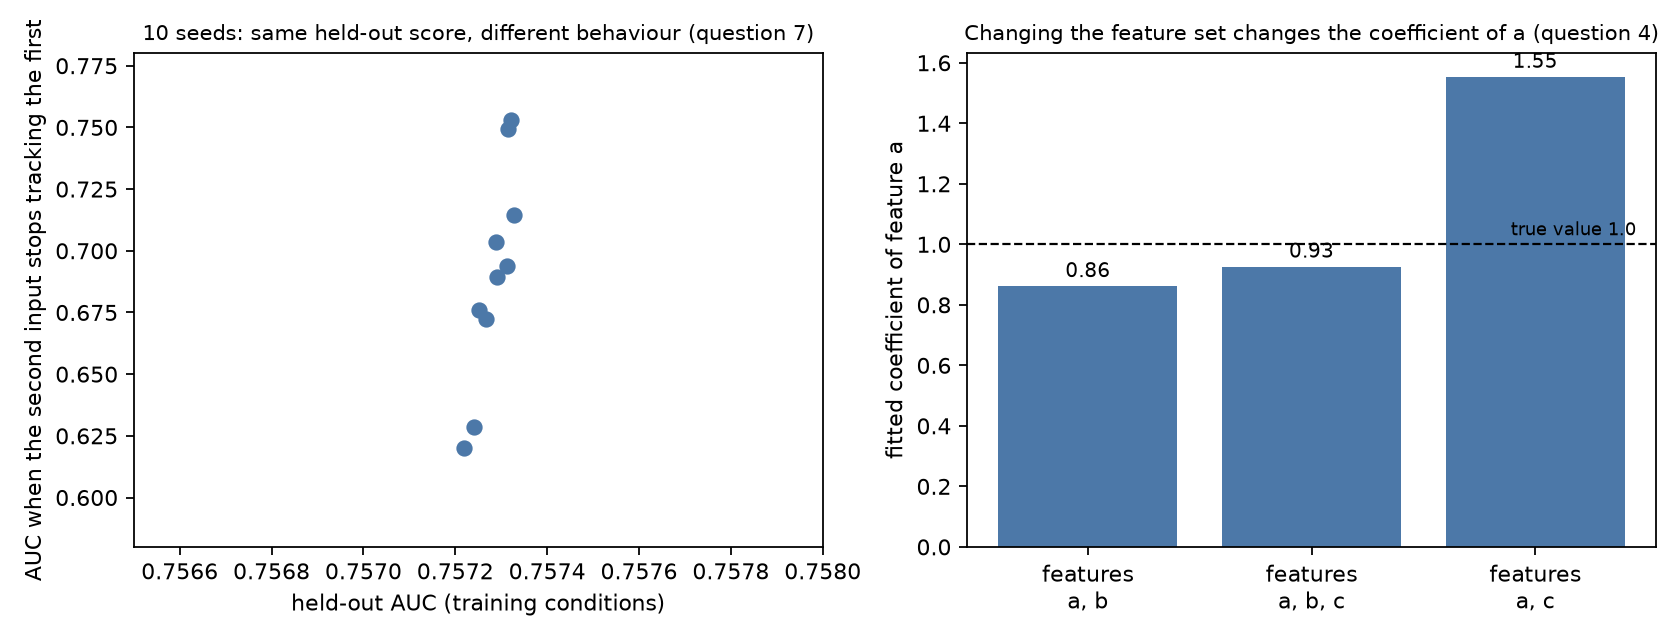 10 seeds: same held-out score, different behaviour (question 7)
AUC when the second input stops tracking the first
0.775
0.750
0.725
0.700
0.675
0.650
0.625
0.600
0.7566 0.7568 0.7570 0.7572 0.7574 0.7576 0.7578 0.7580
held-out AUC (training conditions)
Changing the feature set changes the coefficient of a (question 4)
fitted coefficient of feature a
1.6
1.4
1.2
1.0
0.8
0.6
0.4
0.2
0.0
0.86
0.93
1.55
true value 1.0
features
a, b
features
a, b, c
features
a, c